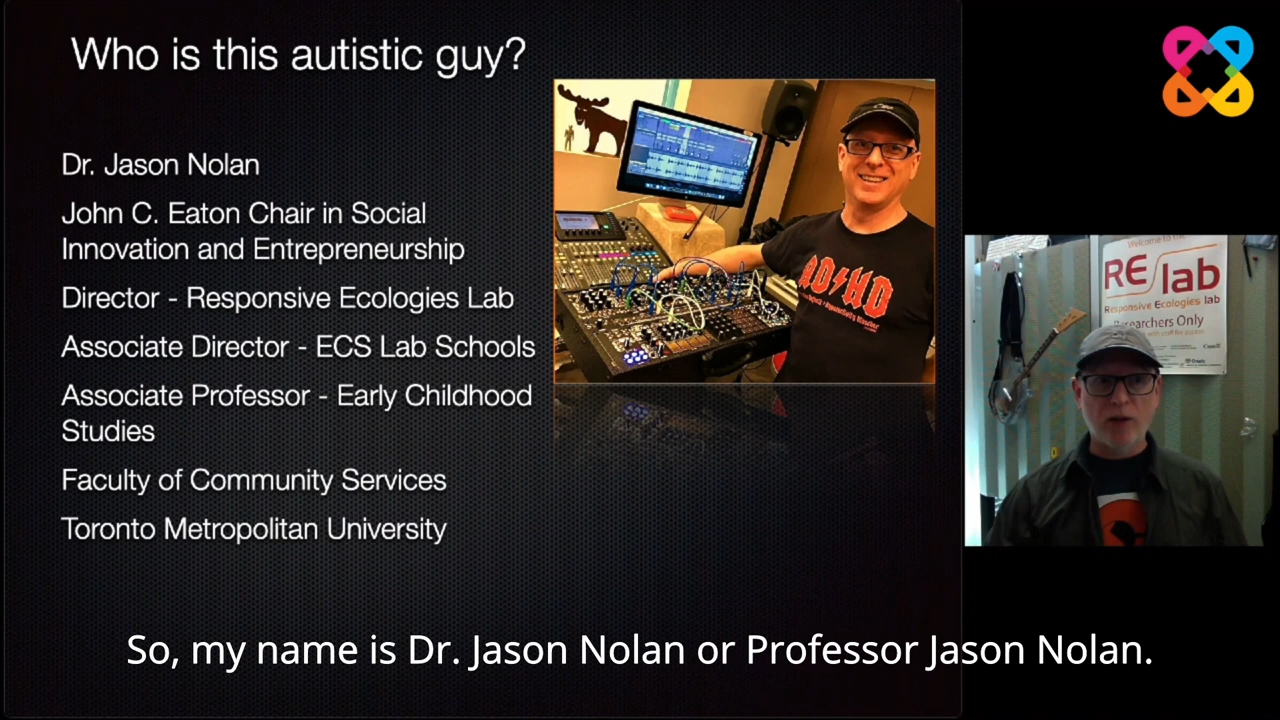 Who is this autistic guy?
Dr. Jason Nolan
John C. Eaton Chair in Social
Innovation and Entrepreneurship
Director - Responsive Ecologies Lab
Associate Director - ECS Lab Schools
Associate Professor - Early Childhood
Studies
Faculty of Community Services
Toronto Metropolitan University
AD/HD
Welcome to the
RE/lab
Responsive Ecologies lab
Researchers Only
So, my name is Dr. Jason Nolan or Professor Jason Nolan.